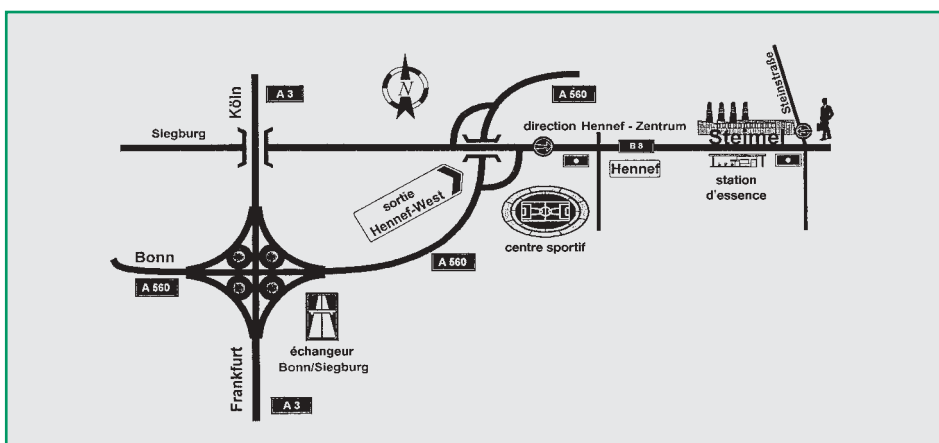 Köln
A 3
N
A 560
Steinstraße
Siegburg
direction Hennef - Zentrum
B 8
Steimel
Hennef
station
d'essence
sortie
Hennef-West
centre sportif
Bonn
A 560
A 560
échangeur
Bonn/Siegburg
Frankfurt
A 3